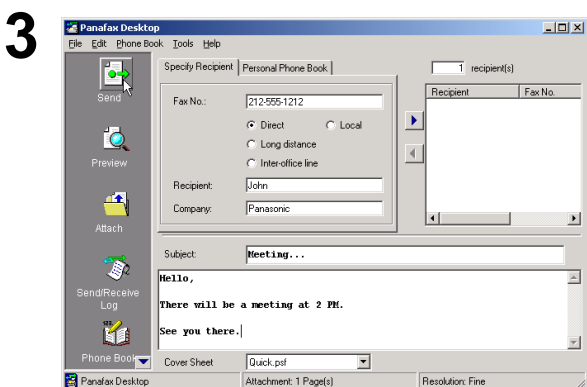 3
Panafax Desktop
File Edit Phone Book Tools Help
Send
Preview
Attach
Send/Receive
Log
Phone Book
Specify Recipient Personal Phone Book
Fax No.: 212-555-1212
Direct Local
Long distance
Inter-office line
Recipient: John
Company: Panasonic
1 recipient(s)
Recipient Fax No.
Subject: Meeting...
Hello,
There will be a meeting at 2 PM.
See you there.
Cover Sheet Quick.psf
Panafax Desktop Attachment: 1 Page(s) Resolution: Fine